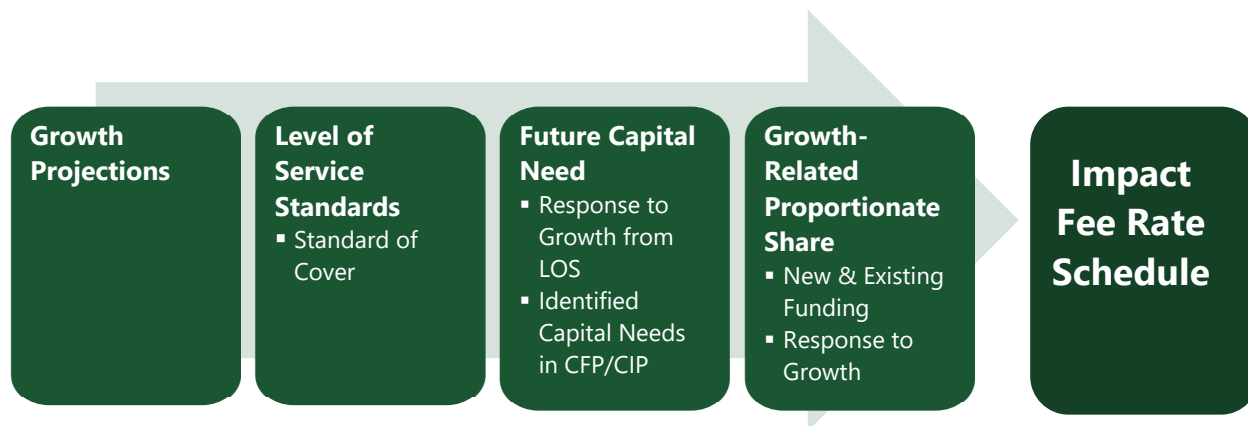 Growth
Projections
Level of
Service
Standards
▪ Standard of
Cover
Future Capital
Need
▪ Response to
Growth from
LOS
▪ Identified
Capital Needs
in CFP/CIP
Growth-
Related
Proportionate
Share
▪ New & Existing
Funding
▪ Response to
Growth
Impact
Fee Rate
Schedule